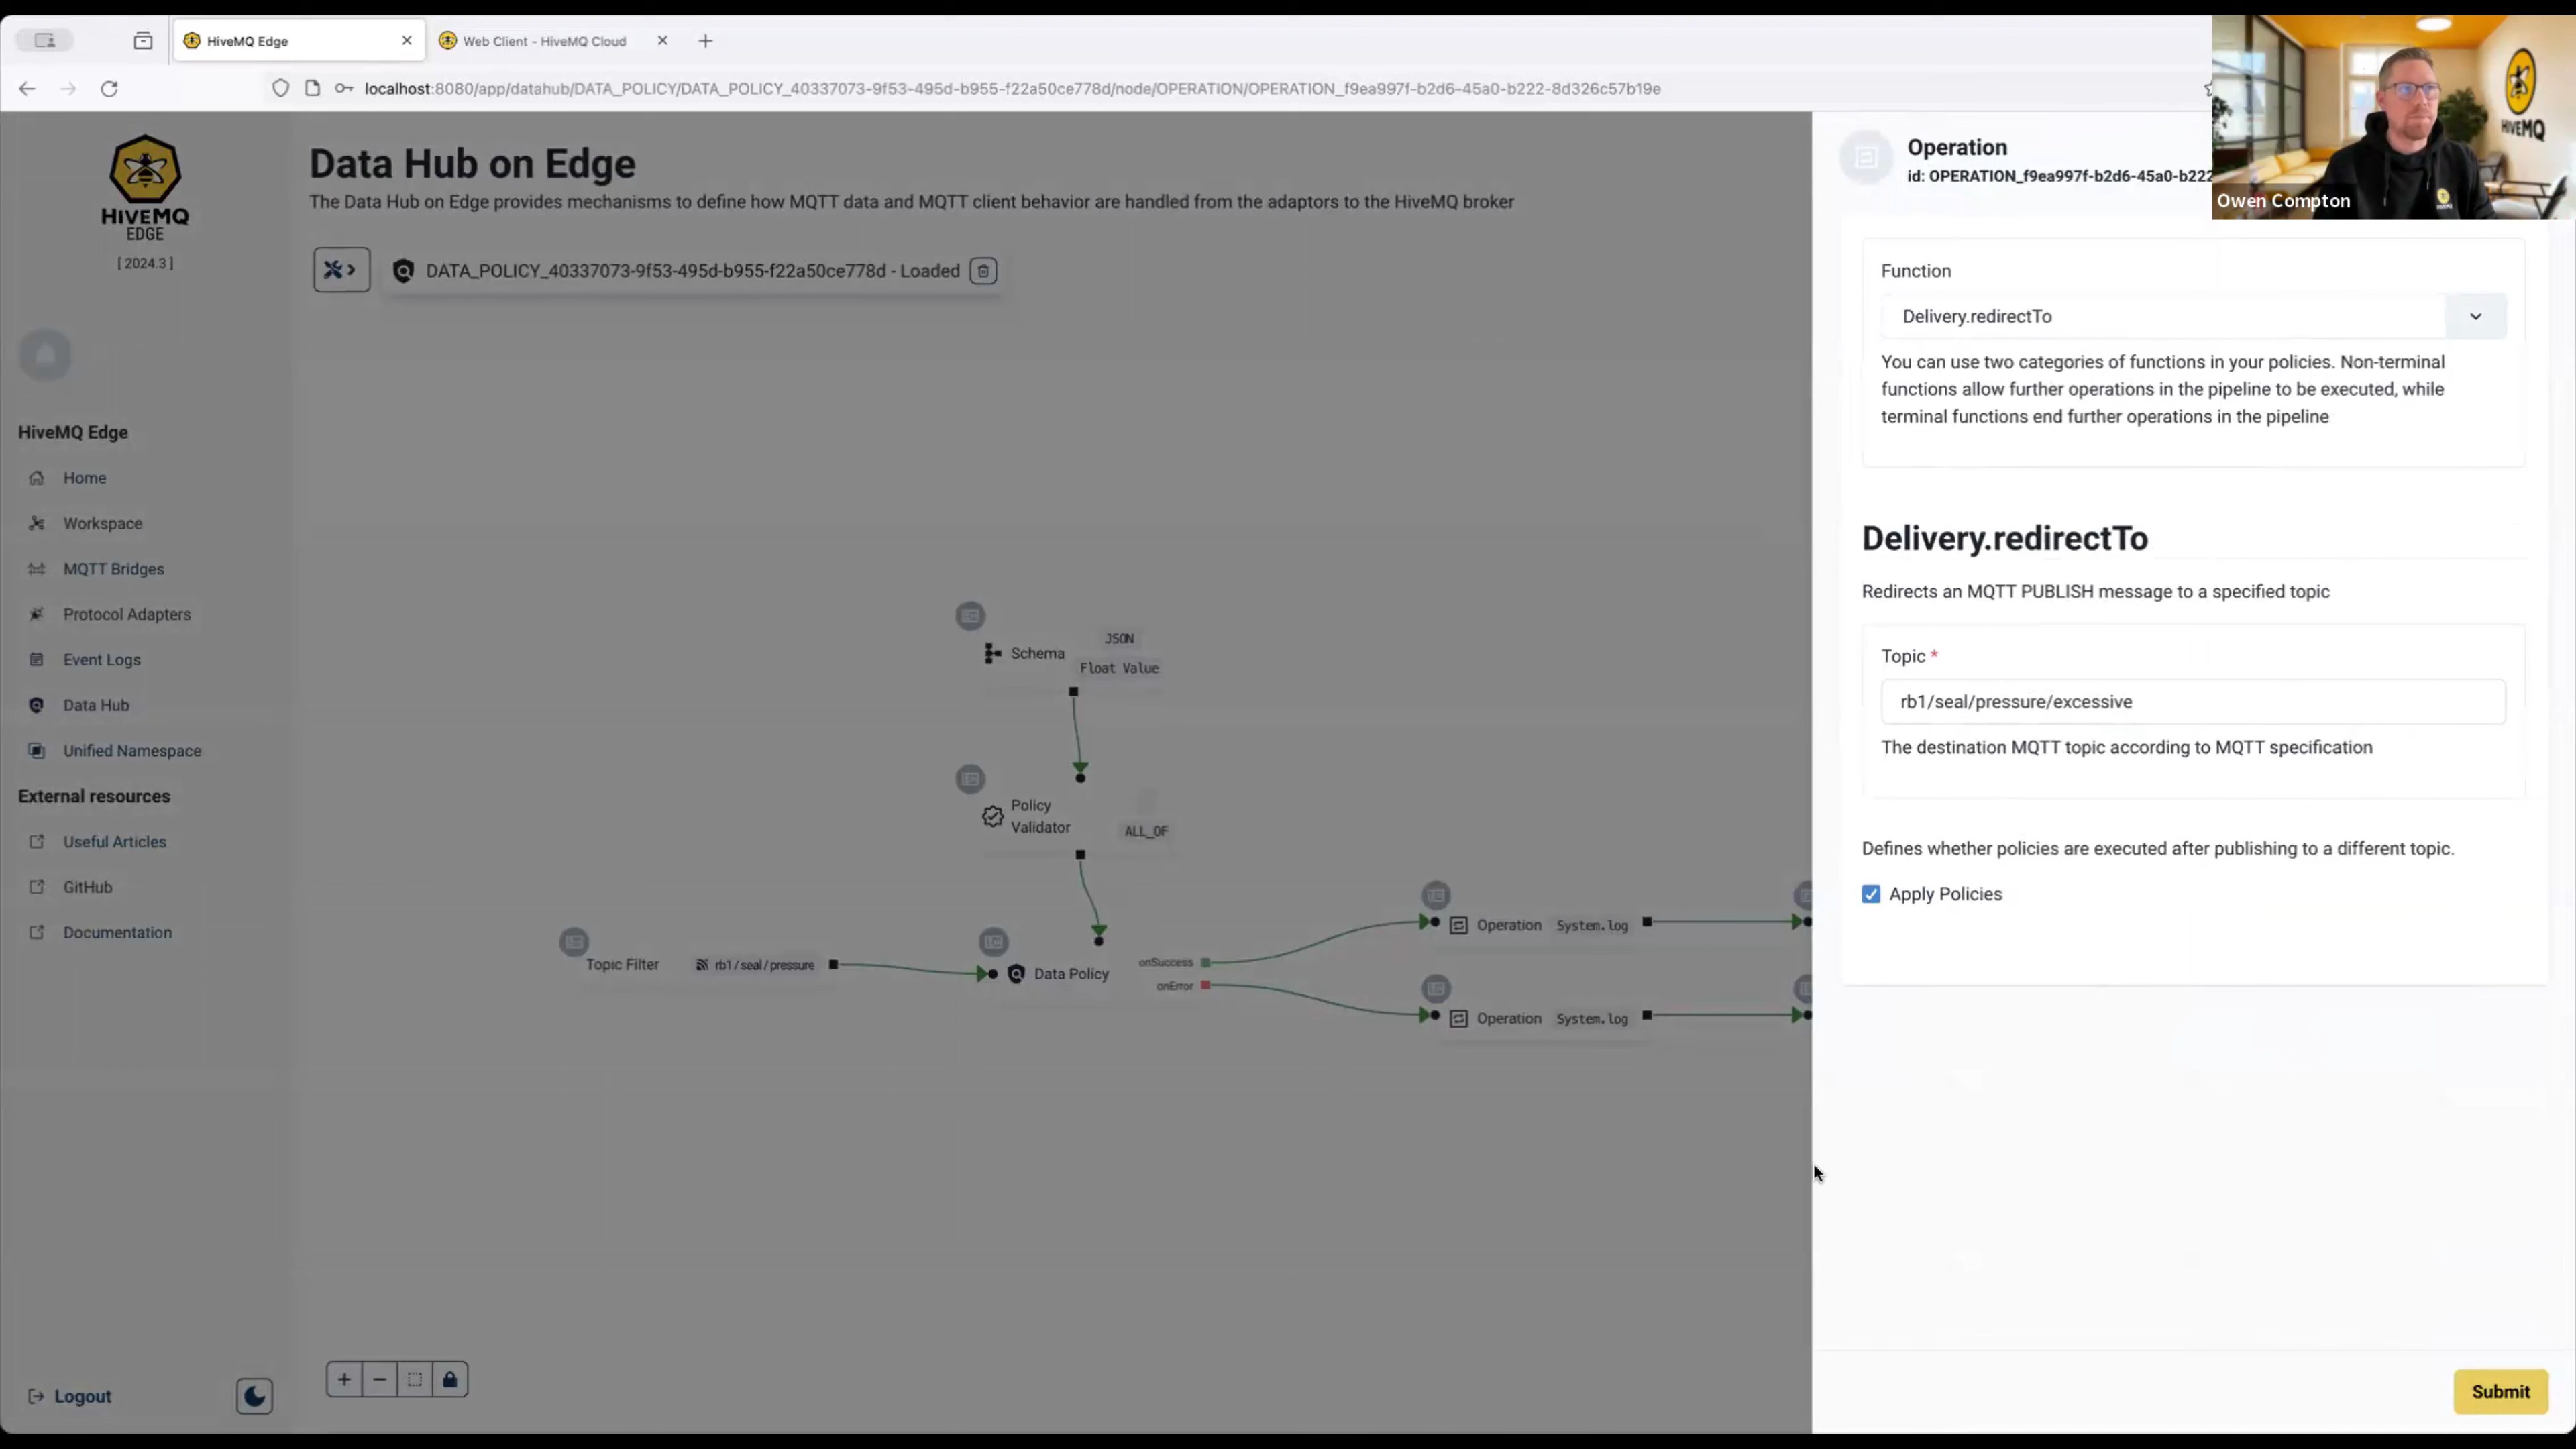 HiveMQ Edge
Web Client - HiveMQ Cloud
localhost:8080/app/datahub/DATA_POLICY/DATA_POLICY_40337073-9f53-495d-b955-f22a50ce778d/node/OPERATION/OPERATION_f9ea997f-b2d6-45a0-b222-8d326c57b19e
HIVEMQ
Owen Compton
HIVEMQ
EDGE
[ 2024.3 ]
HiveMQ Edge
Home
Workspace
MQTT Bridges
Protocol Adapters
Event Logs
Data Hub
Unified Namespace
External resources
Useful Articles
GitHub
Documentation
Logout
Data Hub on Edge
The Data Hub on Edge provides mechanisms to define how MQTT data and MQTT client behavior are handled from the adaptors to the HiveMQ broker
DATA_POLICY_40337073-9f53-495d-b955-f22a50ce778d - Loaded
Schema
JSON
Float Value
Policy
Validator
ALL_OF
Topic Filter
rb1/seal/pressure
Data Policy
onSuccess
onError
Operation System.log
Operation System.log
Operation
id: OPERATION_f9ea997f-b2d6-45a0-b222
Function
Delivery.redirectTo
You can use two categories of functions in your policies. Non-terminal
functions allow further operations in the pipeline to be executed, while
terminal functions end further operations in the pipeline
Delivery.redirectTo
Redirects an MQTT PUBLISH message to a specified topic
Topic *
rb1/seal/pressure/excessive
The destination MQTT topic according to MQTT specification
Defines whether policies are executed after publishing to a different topic.
Apply Policies
Submit